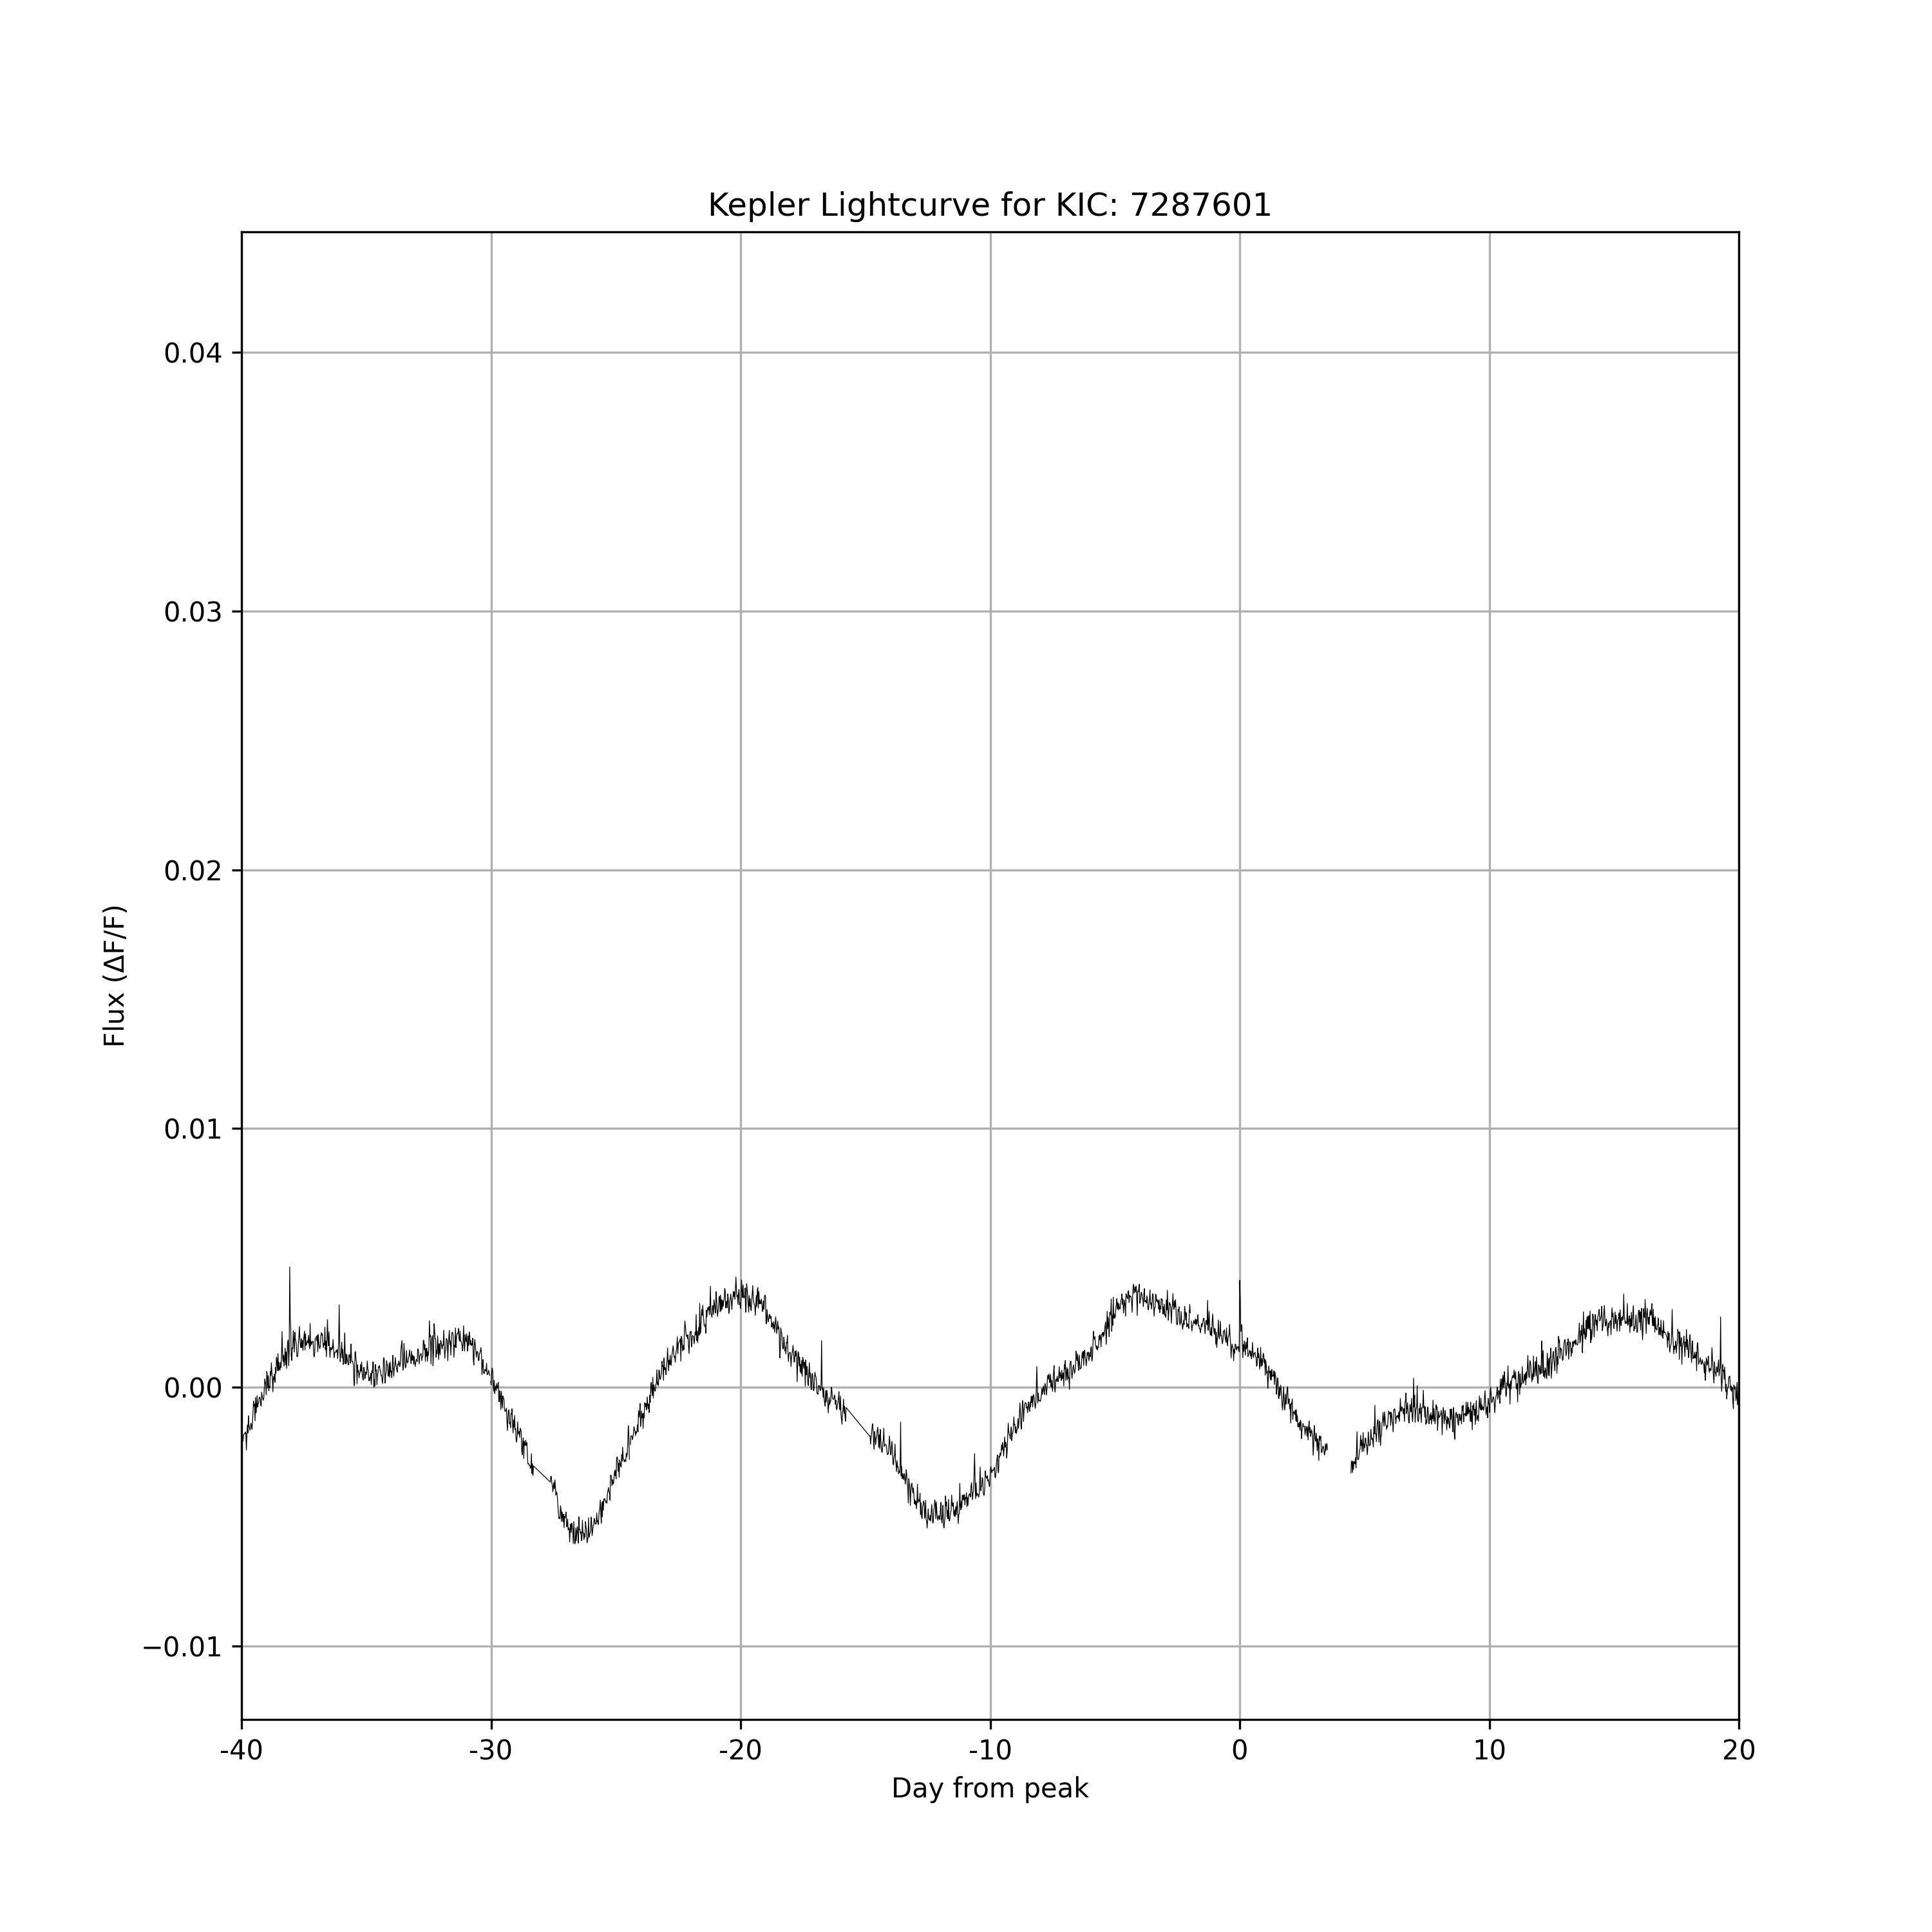 Kepler Lightcurve for KIC: 7287601
Flux (ΔF/F)
0.04
0.03
0.02
0.01
0.00
−0.01
-40 -30 -20 -10 0 10 20
Day from peak